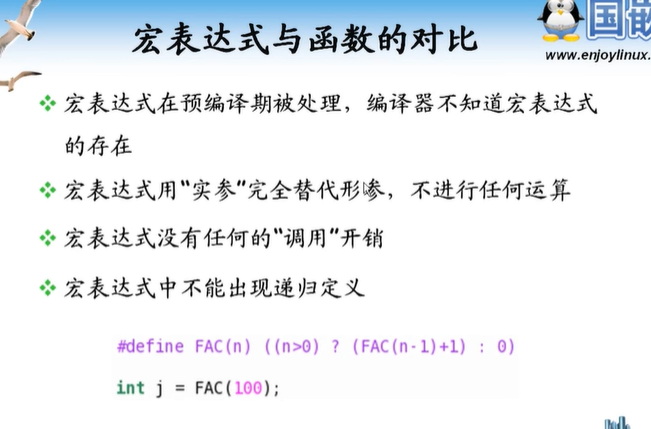 宏表达式与函数的对比
国嵌
www.enjoylinux.
宏表达式在预编译期被处理，编译器不知道宏表达式
的存在
宏表达式用“实参”完全替代形参，不进行任何运算
宏表达式没有任何的“调用”开销
宏表达式中不能出现递归定义
#define FAC(n) ((n>0) ? (FAC(n-1)+1) : 0)
int j = FAC(100);